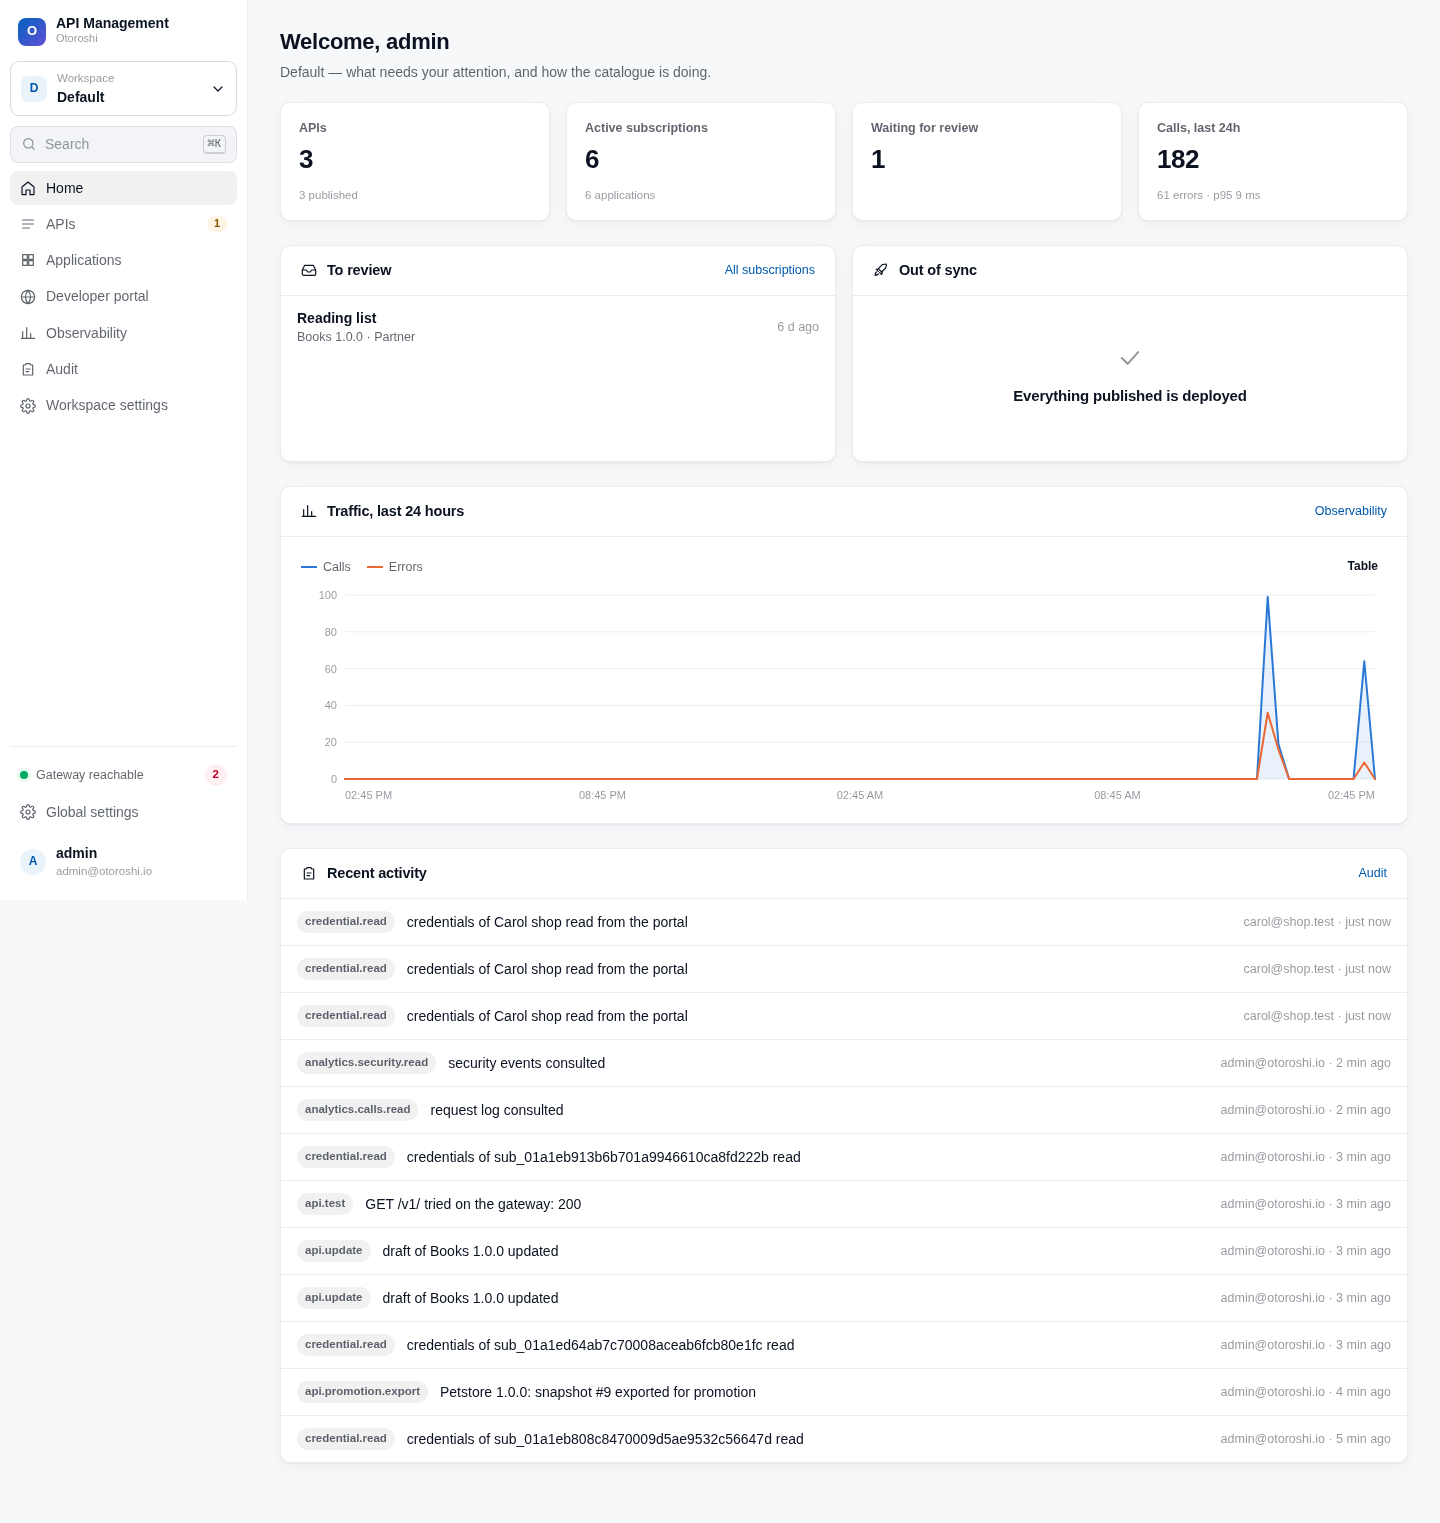 O
API Management
Otoroshi
D
Workspace
Default
Search
⌘K
Home
APIs
1
Applications
Developer portal
Observability
Audit
Workspace settings
Gateway reachable
2
Global settings
A
admin
admin@otoroshi.io
Welcome, admin
Default — what needs your attention, and how the catalogue is doing.
APIs
3
3 published
Active subscriptions
6
6 applications
Waiting for review
1
Calls, last 24h
182
61 errors · p95 9 ms
To review
All subscriptions
Reading list
Books 1.0.0 · Partner
6 d ago
Out of sync
Everything published is deployed
Traffic, last 24 hours
Observability
Calls
Errors
Table
100
80
60
40
20
0
02:45 PM
08:45 PM
02:45 AM
08:45 AM
02:45 PM
Recent activity
Audit
credential.read credentials of Carol shop read from the portal carol@shop.test · just now
credential.read credentials of Carol shop read from the portal carol@shop.test · just now
credential.read credentials of Carol shop read from the portal carol@shop.test · just now
analytics.security.read security events consulted admin@otoroshi.io · 2 min ago
analytics.calls.read request log consulted admin@otoroshi.io · 2 min ago
credential.read credentials of sub_01a1eb913b6b701a9946610ca8fd222b read admin@otoroshi.io · 3 min ago
api.test GET /v1/ tried on the gateway: 200 admin@otoroshi.io · 3 min ago
api.update draft of Books 1.0.0 updated admin@otoroshi.io · 3 min ago
api.update draft of Books 1.0.0 updated admin@otoroshi.io · 3 min ago
credential.read credentials of sub_01a1ed64ab7c70008aceab6fcb80e1fc read admin@otoroshi.io · 3 min ago
api.promotion.export Petstore 1.0.0: snapshot #9 exported for promotion admin@otoroshi.io · 4 min ago
credential.read credentials of sub_01a1eb808c8470009d5ae9532c56647d read admin@otoroshi.io · 5 min ago